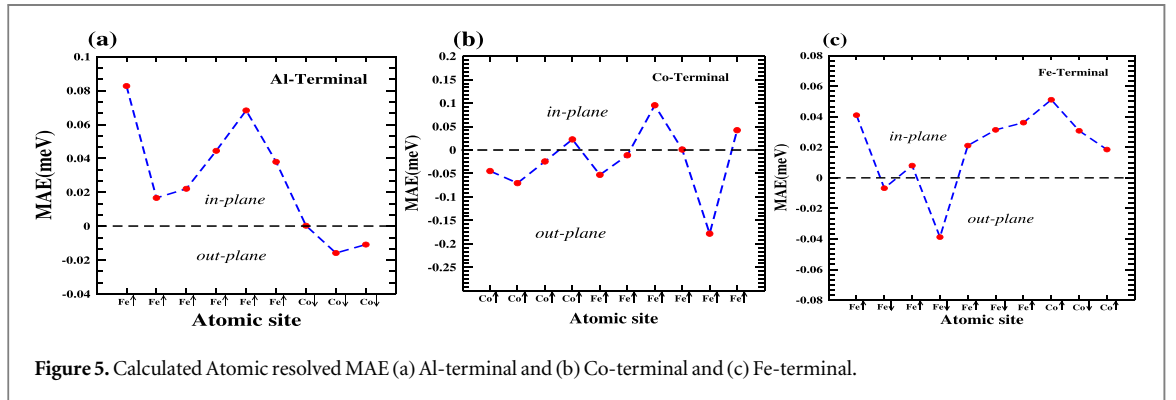 (a)
0.1
0.08
0.06
0.04
0.02
0
-0.02
-0.04
MAE(meV)
Al-Terminal
in-plane
out-plane
Fe↑ Fe↑ Fe↑ Fe↑ Fe↑ Fe↑ Co↓ Co↓ Co↓
Atomic site
(b)
0.2
0.15
0.1
0.05
0
-0.05
-0.1
-0.15
-0.2
-0.25
MAE(meV)
Co-Terminal
in-plane
out-plane
Co↑ Co↑ Co↑ Co↑ Fe↑ Fe↑ Fe↑ Fe↑ Fe↑ Fe↑
Atomic site
(c)
0.08
0.06
0.04
0.02
0
-0.02
-0.04
-0.06
-0.08
MAE(meV)
Fe-Terminal
in-plane
out-plane
Fe↑ Fe↓ Fe↑ Fe↓ Fe↑ Fe↓ Fe↑ Co↑ Co↓ Co↑
Atomic site
Figure 5. Calculated Atomic resolved MAE (a) Al-terminal and (b) Co-terminal and (c) Fe-terminal.